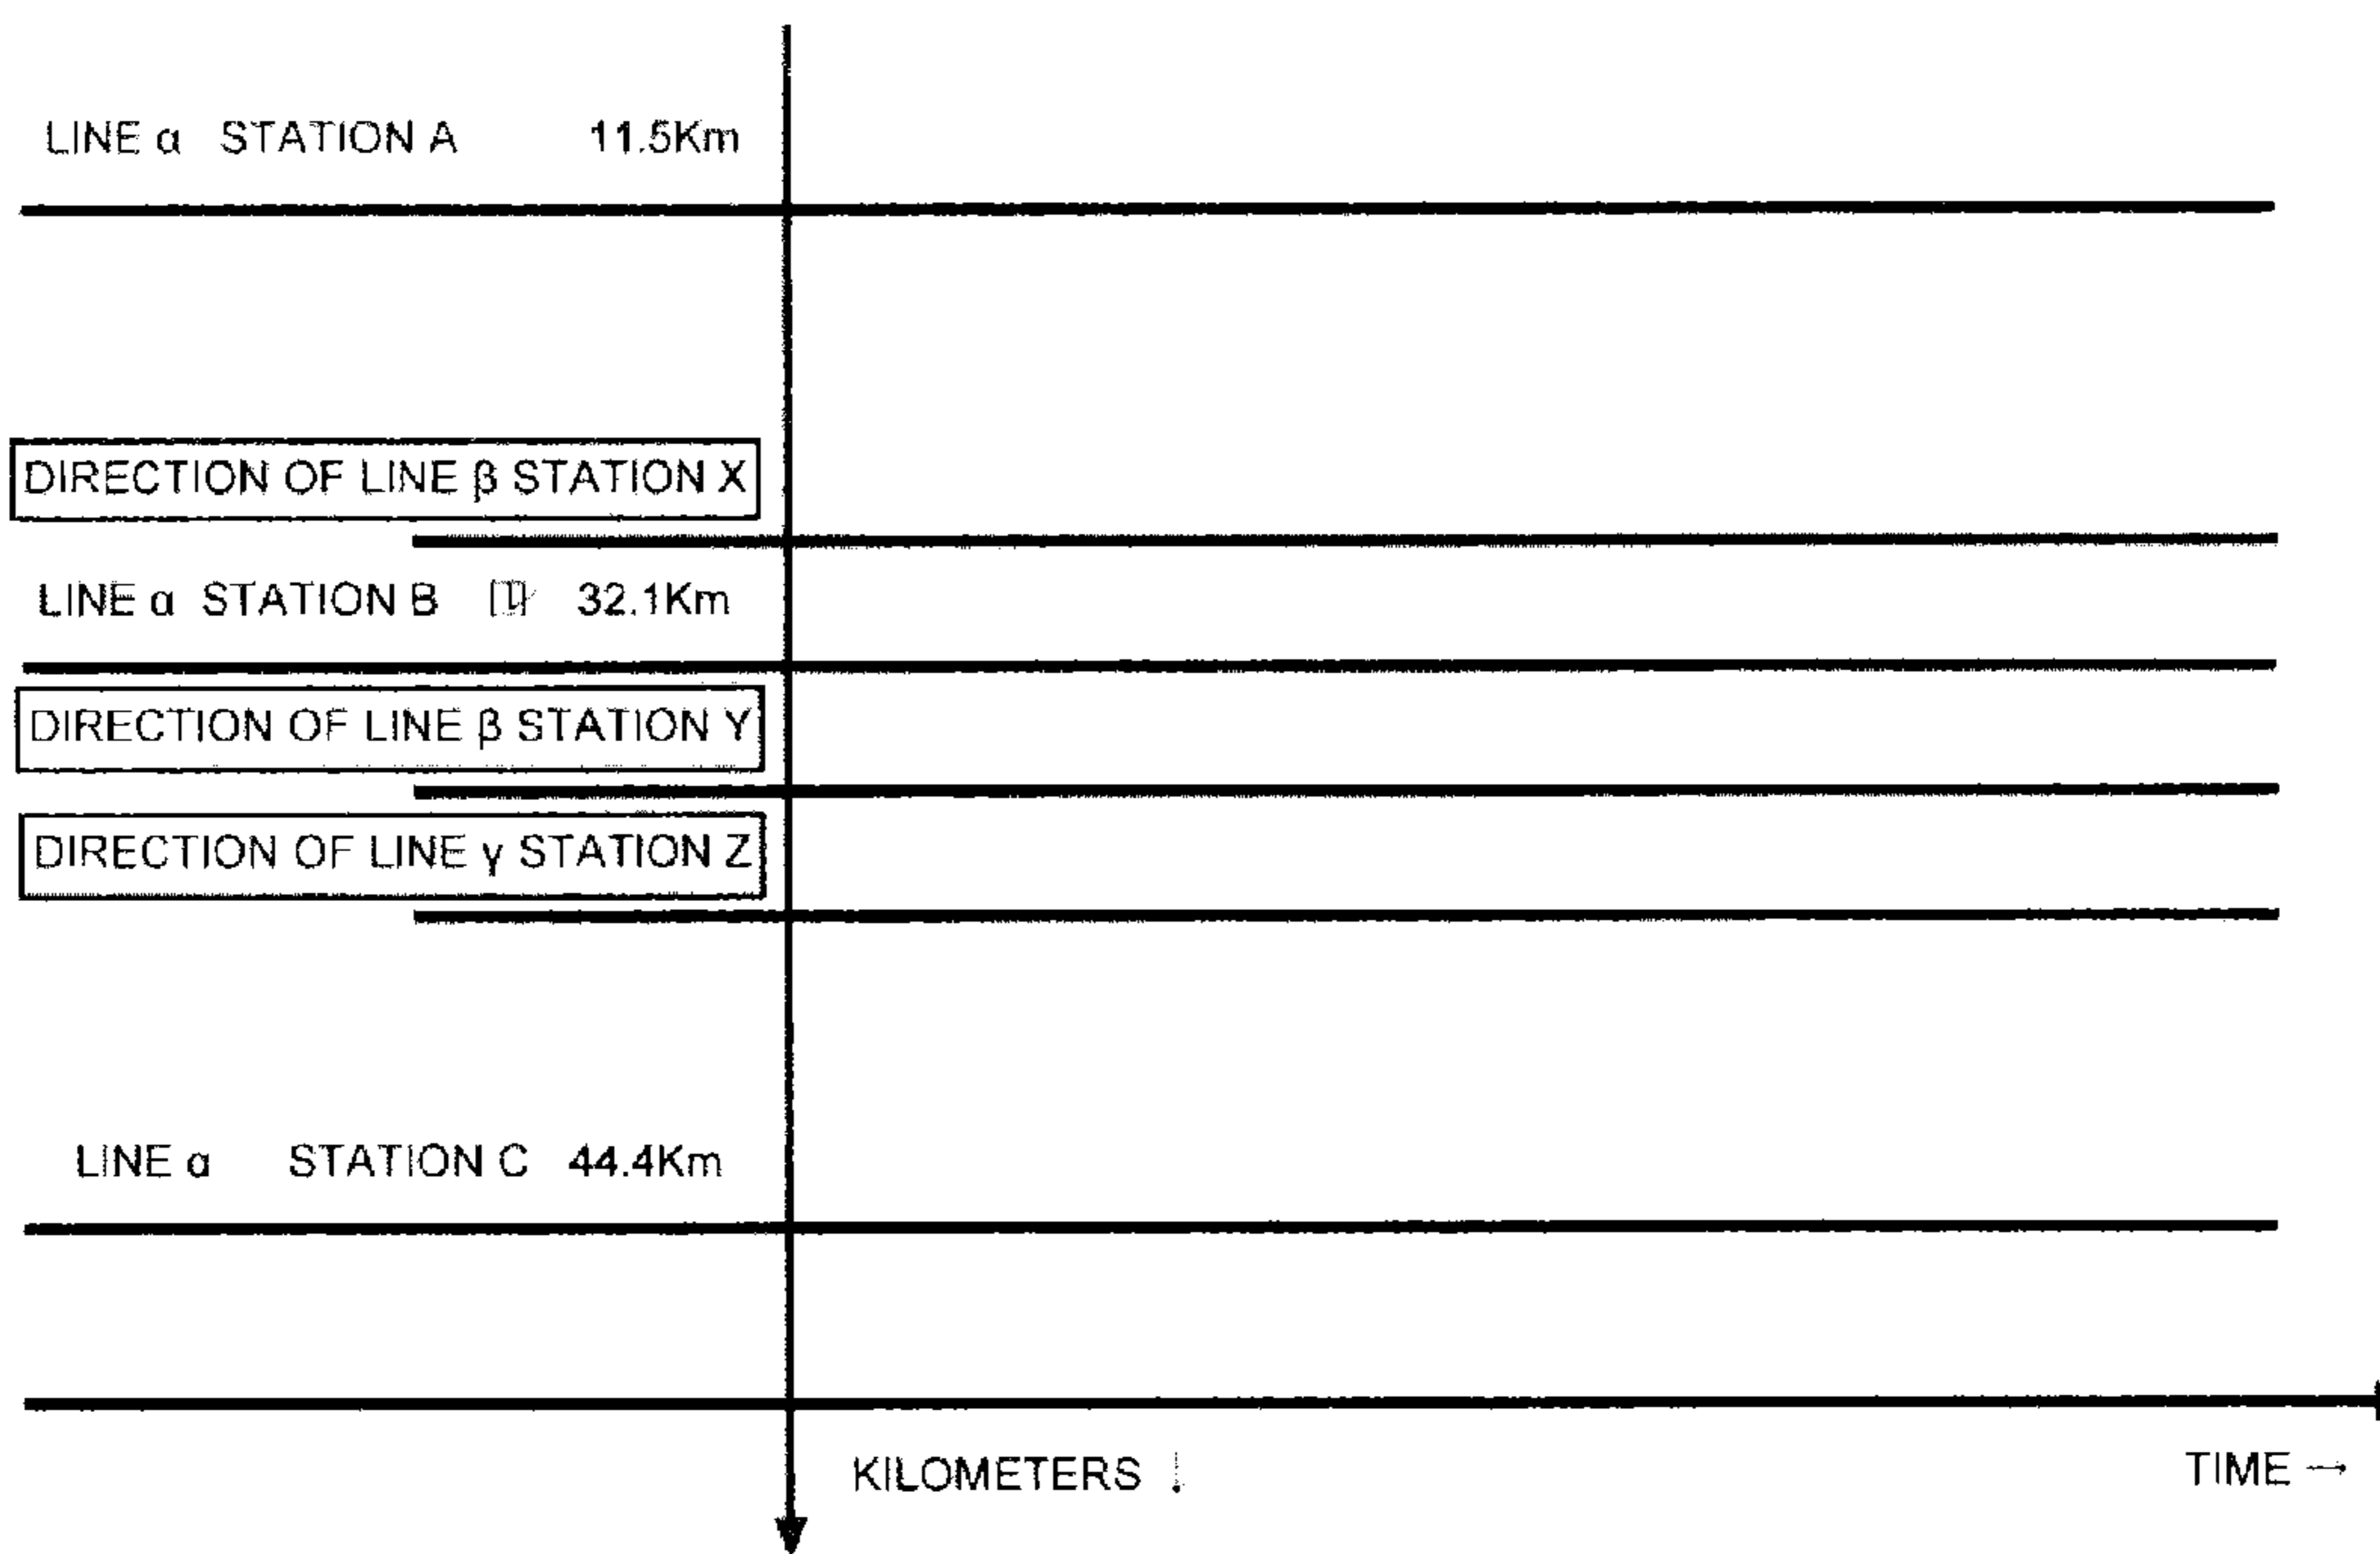 LINE α STATION A 11.5Km
DIRECTION OF LINE β STATION X
LINE α STATION B 32.1Km
DIRECTION OF LINE β STATION Y
DIRECTION OF LINE γ STATION Z
LINE α STATION C 44.4Km
KILOMETERS ↓
TIME →